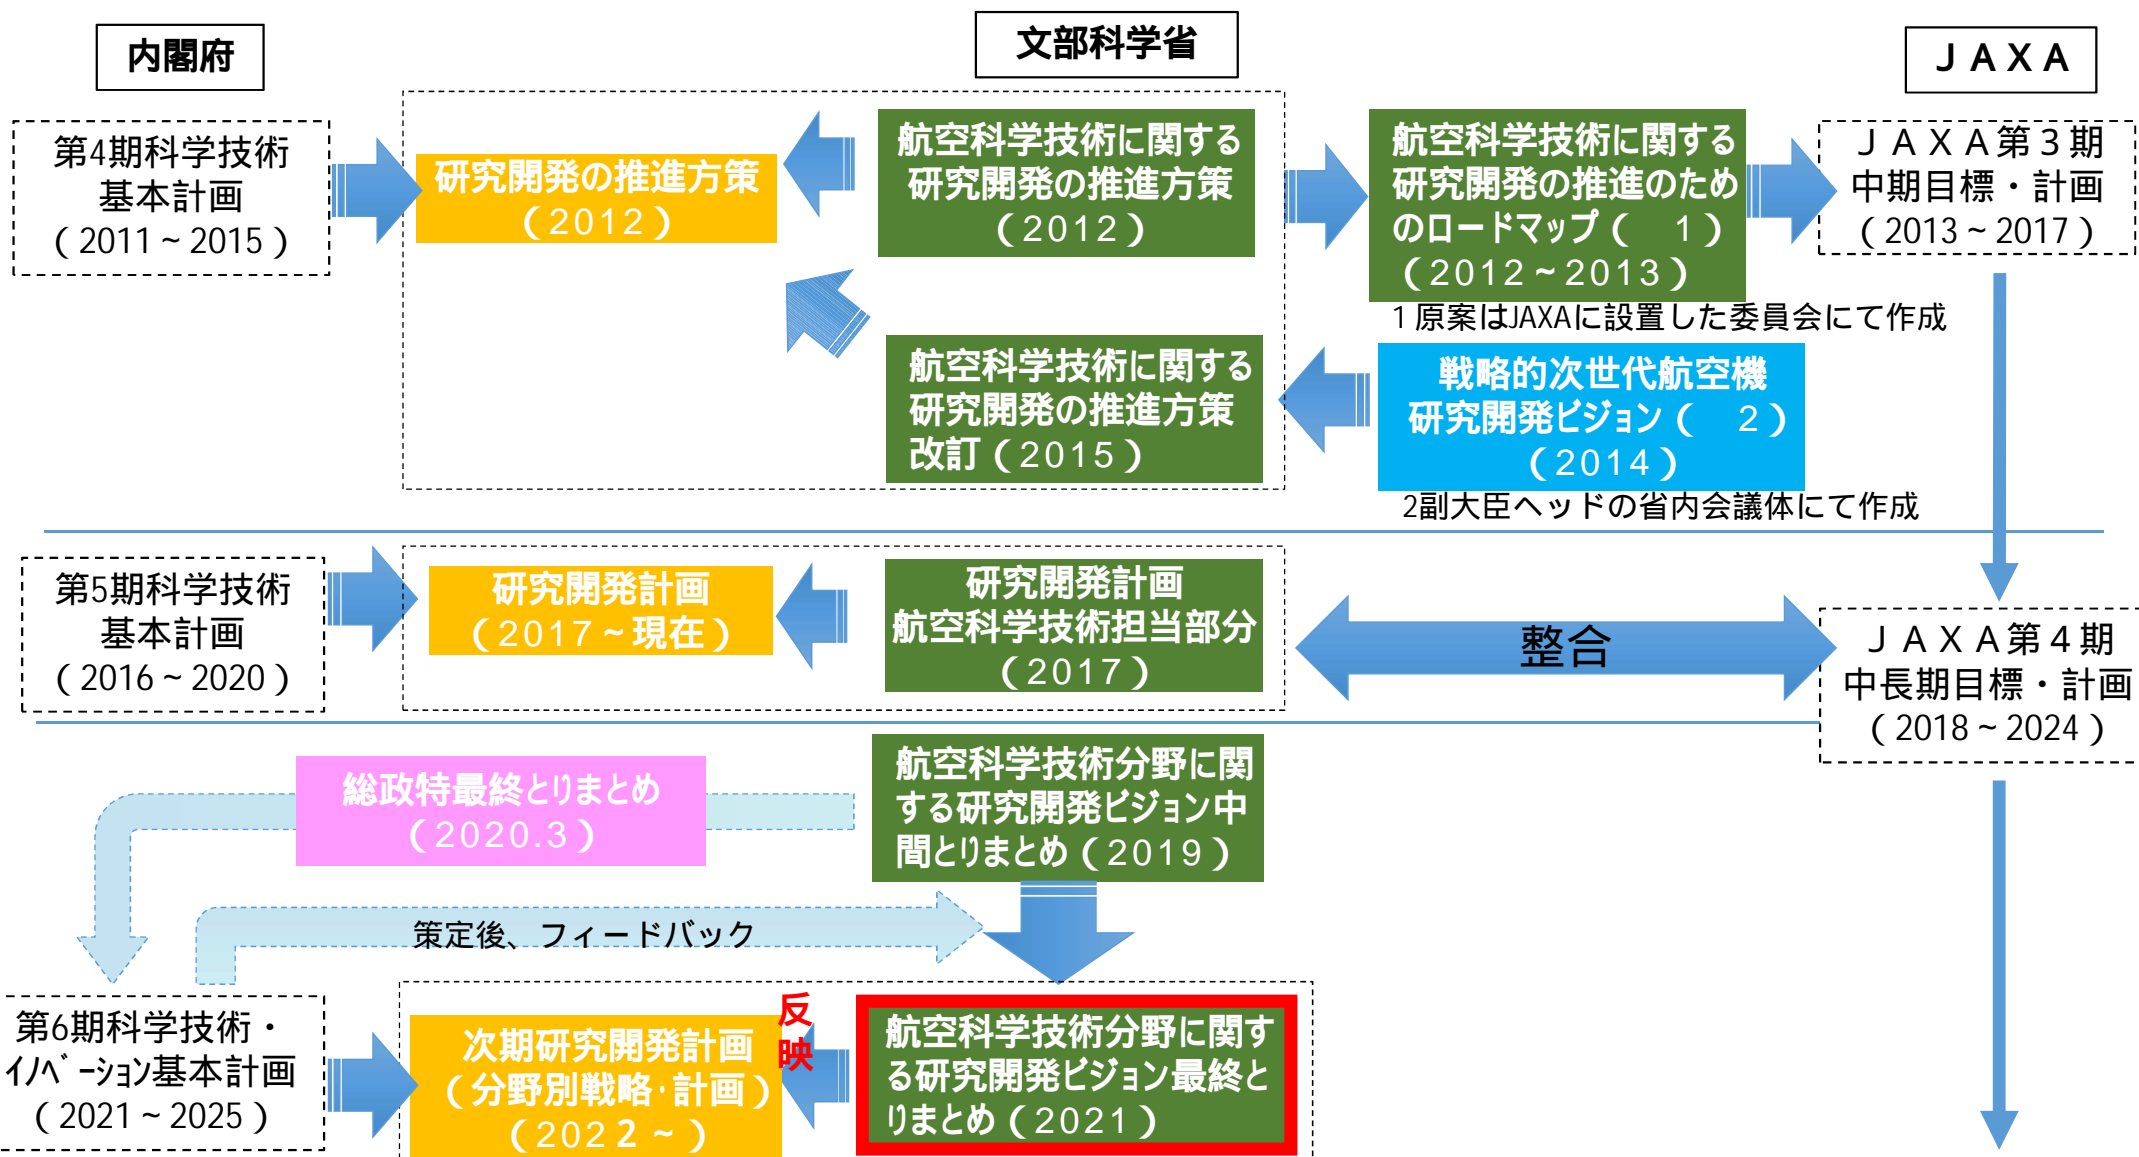 内閣府
文部科学省
ＪＡＸＡ
第4期科学技術
基本計画
（2011～2015）
研究開発の推進方策
（2012）
航空科学技術に関する
研究開発の推進方策
（2012）
航空科学技術に関する
研究開発の推進のため
のロードマップ（　1）
（2012～2013）
ＪＡＸＡ第３期
中期目標・計画
（2013～2017）
1 原案はJAXAに設置した委員会にて作成
航空科学技術に関する
研究開発の推進方策
改訂（2015）
戦略的次世代航空機
研究開発ビジョン（　2）
（2014）
2副大臣ヘッドの省内会議体にて作成
第5期科学技術
基本計画
（2016～2020）
研究開発計画
（2017～現在）
研究開発計画
航空科学技術担当部分
（2017）
整合
ＪＡＸＡ第４期
中長期目標・計画
（2018～2024）
総政特最終とりまとめ
（2020.3）
航空科学技術分野に関
する研究開発ビジョン中
間とりまとめ（2019）
策定後、フィードバック
第6期科学技術・
ｲﾉﾍﾞｰｼｮﾝ基本計画
（2021～2025）
次期研究開発計画
（分野別戦略・計画）
（2022～）
反
映
航空科学技術分野に関す
る研究開発ビジョン最終と
りまとめ（2021）